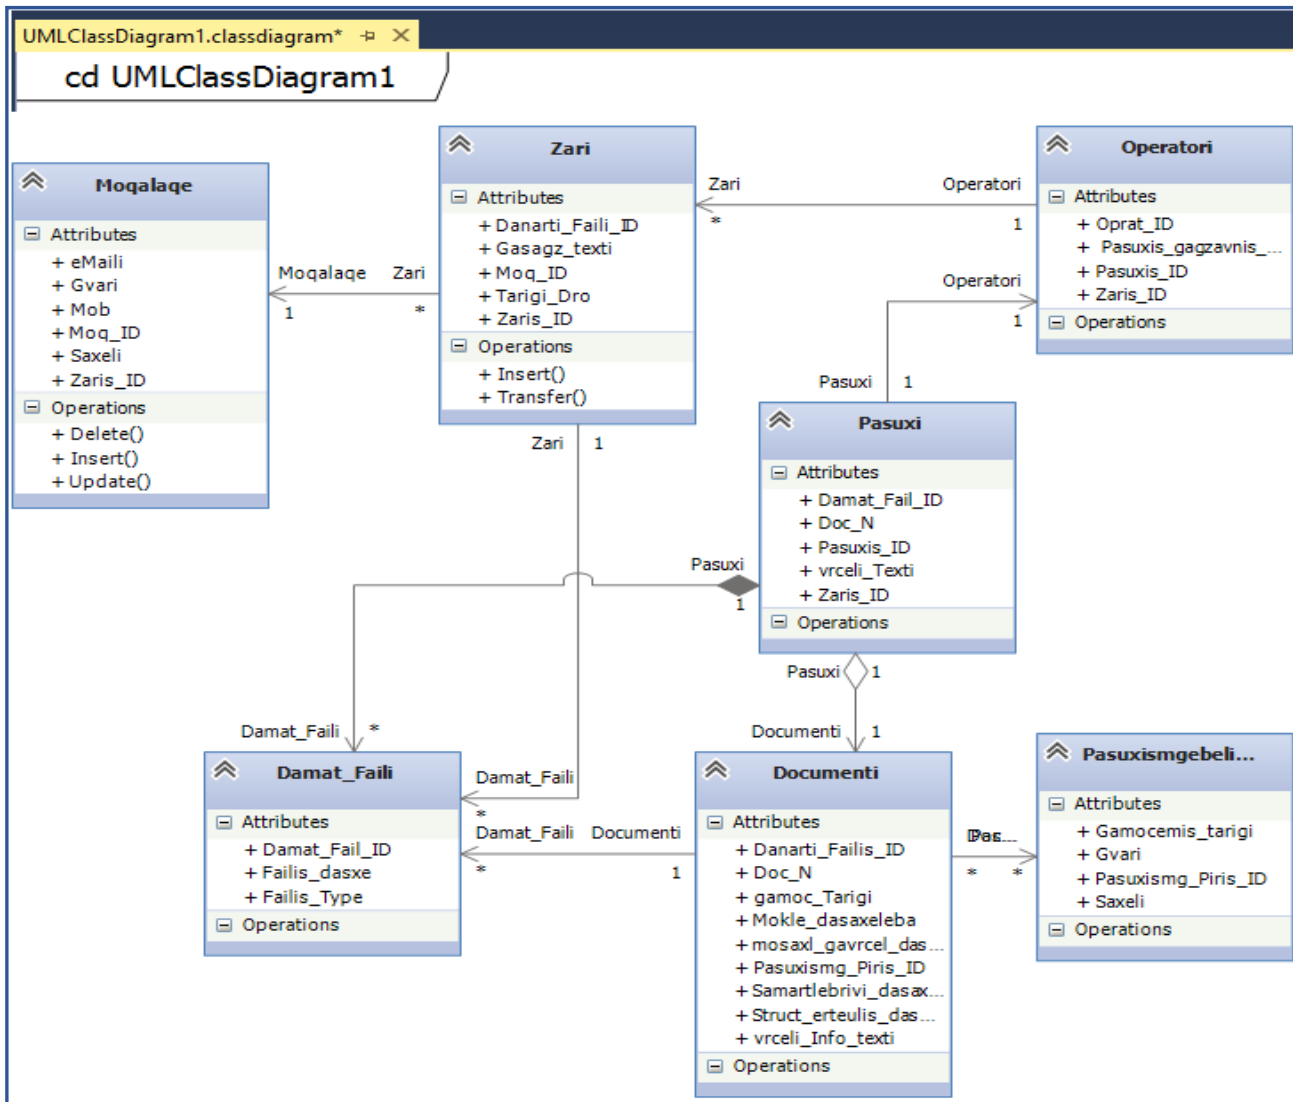 UMLClassDiagram1.classdiagram*
cd UMLClassDiagram1
Moqalaqe
Attributes
+ eMaili
+ Gvari
+ Mob
+ Moq_ID
+ Saxeli
+ Zaris_ID
Operations
+ Delete()
+ Insert()
+ Update()
Moqalaqe Zari
1 *
Zari
Attributes
+ Danarti_Faili_ID
+ Gasagz_texti
+ Moq_ID
+ Tarigi_Dro
+ Zaris_ID
Operations
+ Insert()
+ Transfer()
Zari Operatori
* 1
Operatori
Attributes
+ Oprat_ID
+ Pasuxis_gagzavnis_...
+ Pasuxis_ID
+ Zaris_ID
Operations
Operatori
1
Pasuxi 1
Zari 1
Pasuxi
Attributes
+ Damat_Fail_ID
+ Doc_N
+ Pasuxis_ID
+ vrceli_Texti
+ Zaris_ID
Operations
Pasuxi
1
Pasuxi 1
Damat_Faili *
Documenti 1
Damat_Faili
Attributes
+ Damat_Fail_ID
+ Failis_dasxe
+ Failis_Type
Operations
Damat_Faili
*
Damat_Faili Documenti
* 1
Documenti
Attributes
+ Danarti_Failis_ID
+ Doc_N
+ gamoc_Tarigi
+ Mokle_dasaxeleba
+ mosaxl_gavrcel_das...
+ Pasuxismg_Piris_ID
+ Samartlebrivi_dasax...
+ Struct_erteulis_das...
+ vrceli_Info_texti
Operations
* *
Pasuxismgebeli...
Attributes
+ Gamocemis_tarigi
+ Gvari
+ Pasuxismg_Piris_ID
+ Saxeli
Operations